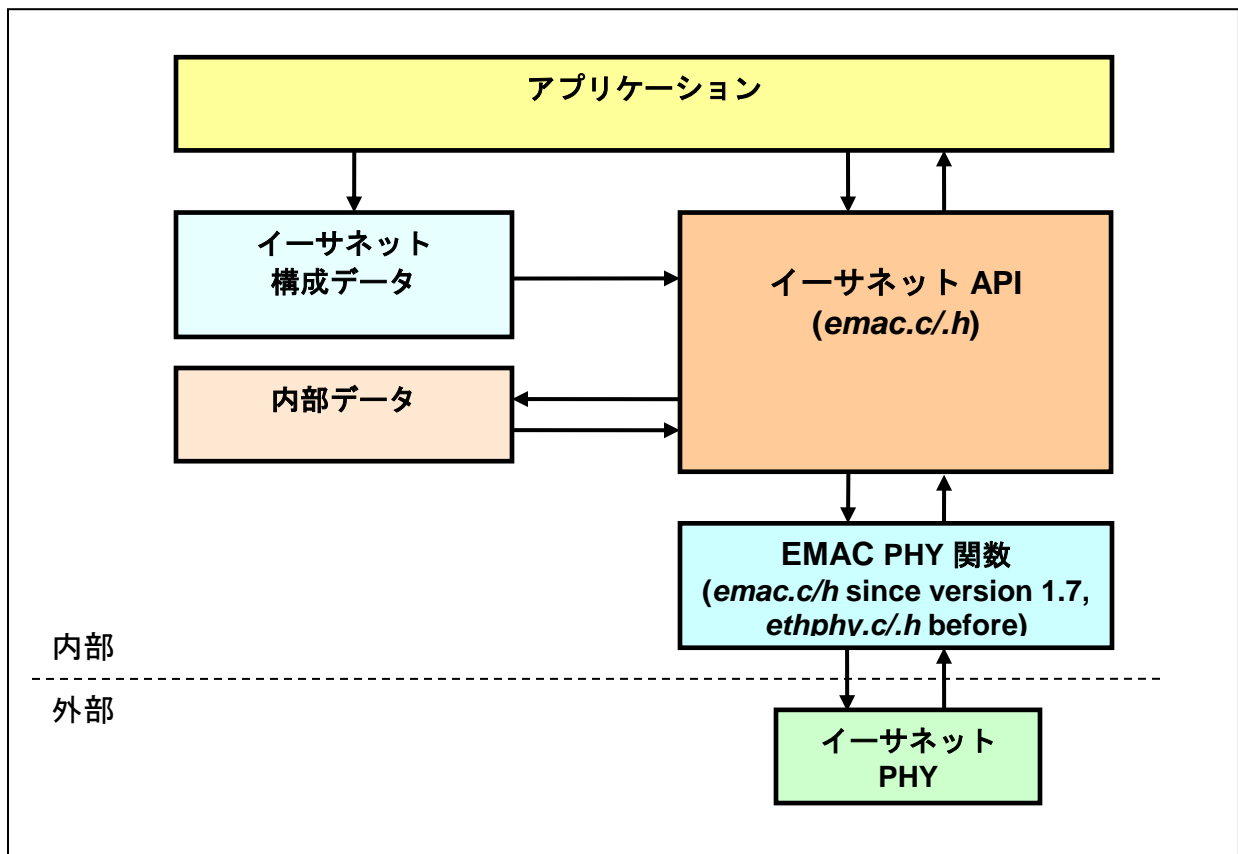 アプリケーション
イーサネット
構成データ
イーサネット API
(emac.c/.h)
内部データ
EMAC PHY 関数
(emac.c/h since version 1.7,
ethphy.c/.h before)
内部
外部
イーサネット
PHY